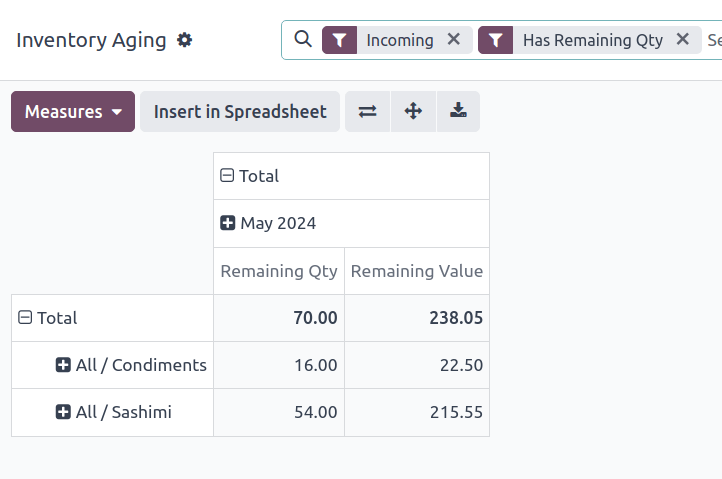 Inventory Aging
Incoming
Has Remaining Qty
Measures
Insert in Spreadsheet
Total
May 2024
Remaining Qty Remaining Value
Total 70.00 238.05
All / Condiments 16.00 22.50
All / Sashimi 54.00 215.55